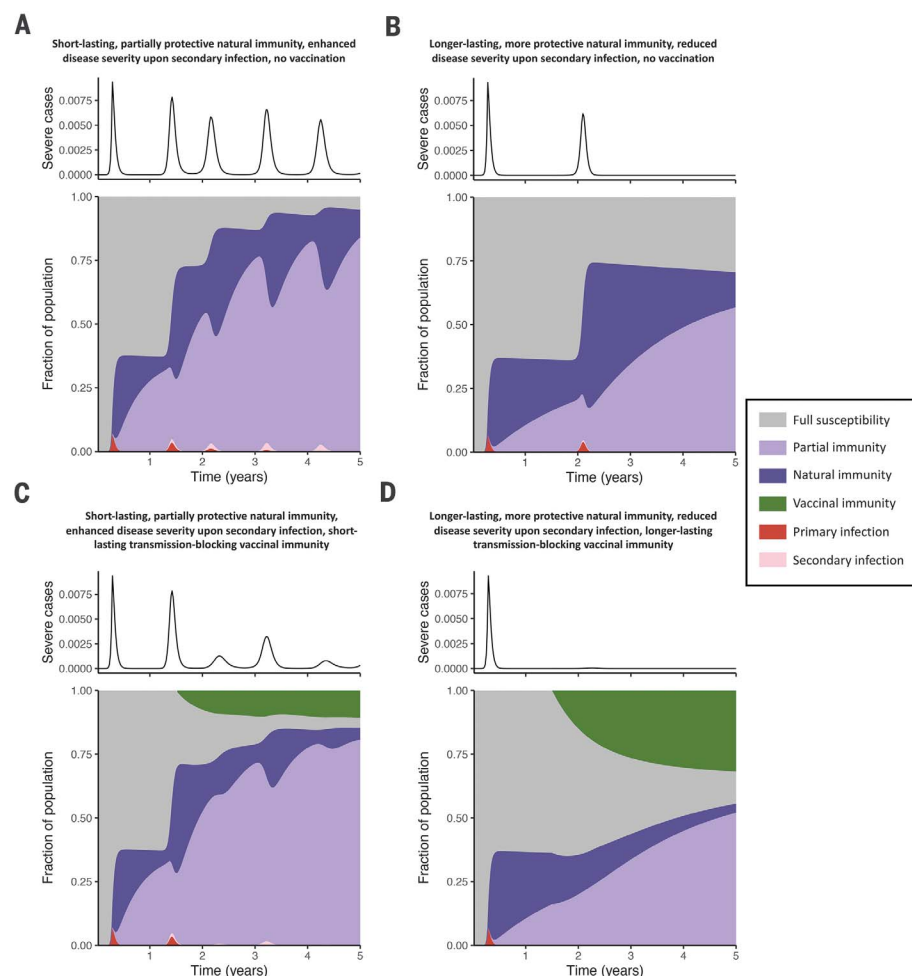 A
Short-lasting, partially protective natural immunity, enhanced
disease severity upon secondary infection, no vaccination
Severe cases
0.0075
0.0050
0.0025
0.0000
Fraction of population
1.00
0.75
0.50
0.25
0.00
1 2 3 4 5
Time (years)
B
Longer-lasting, more protective natural immunity, reduced
disease severity upon secondary infection, no vaccination
Severe cases
0.0075
0.0050
0.0025
0.0000
Fraction of population
1.00
0.75
0.50
0.25
0.00
1 2 3 4 5
Time (years)
Full susceptibility
Partial immunity
Natural immunity
Vaccinal immunity
Primary infection
Secondary infection
C
Short-lasting, partially protective natural immunity,
enhanced disease severity upon secondary infection, short-
lasting transmission-blocking vaccinal immunity
Severe cases
0.0075
0.0050
0.0025
0.0000
Fraction of population
1.00
0.75
0.50
0.25
0.00
1 2 3 4 5
Time (years)
D
Longer-lasting, more protective natural immunity, reduced
disease severity upon secondary infection, longer-lasting
transmission-blocking vaccinal immunity
Severe cases
0.0075
0.0050
0.0025
0.0000
Fraction of population
1.00
0.75
0.50
0.25
0.00
1 2 3 4 5
Time (years)